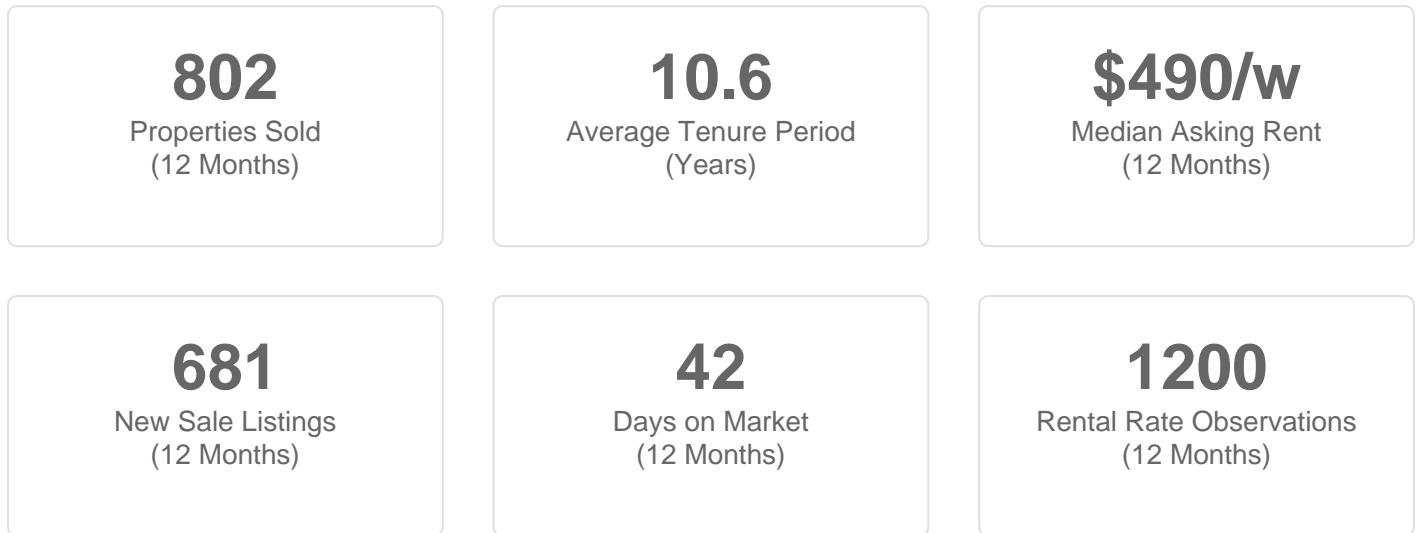 802
Properties Sold
(12 Months)
10.6
Average Tenure Period
(Years)
$490/w
Median Asking Rent
(12 Months)
681
New Sale Listings
(12 Months)
42
Days on Market
(12 Months)
1200
Rental Rate Observations
(12 Months)